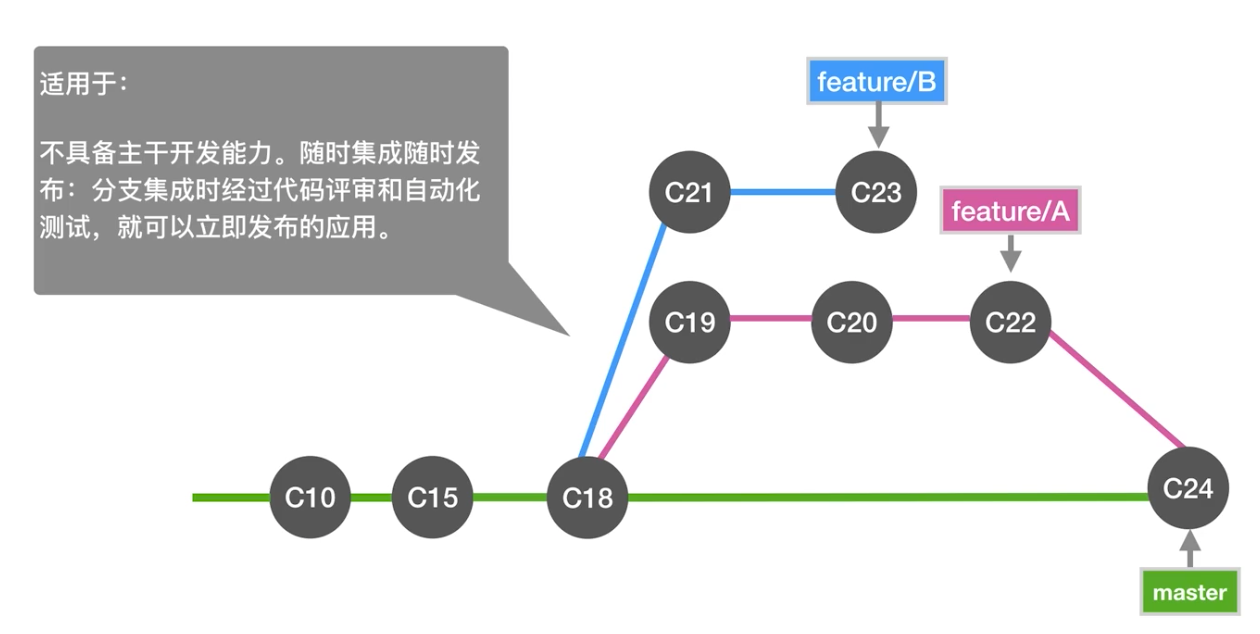 适用于：
不具备主干开发能力。随时集成随时发
布：分支集成时经过代码评审和自动化
测试，就可以立即发布的应用。
feature/B
C21
C23
feature/A
C19
C20
C22
C10
C15
C18
C24
master